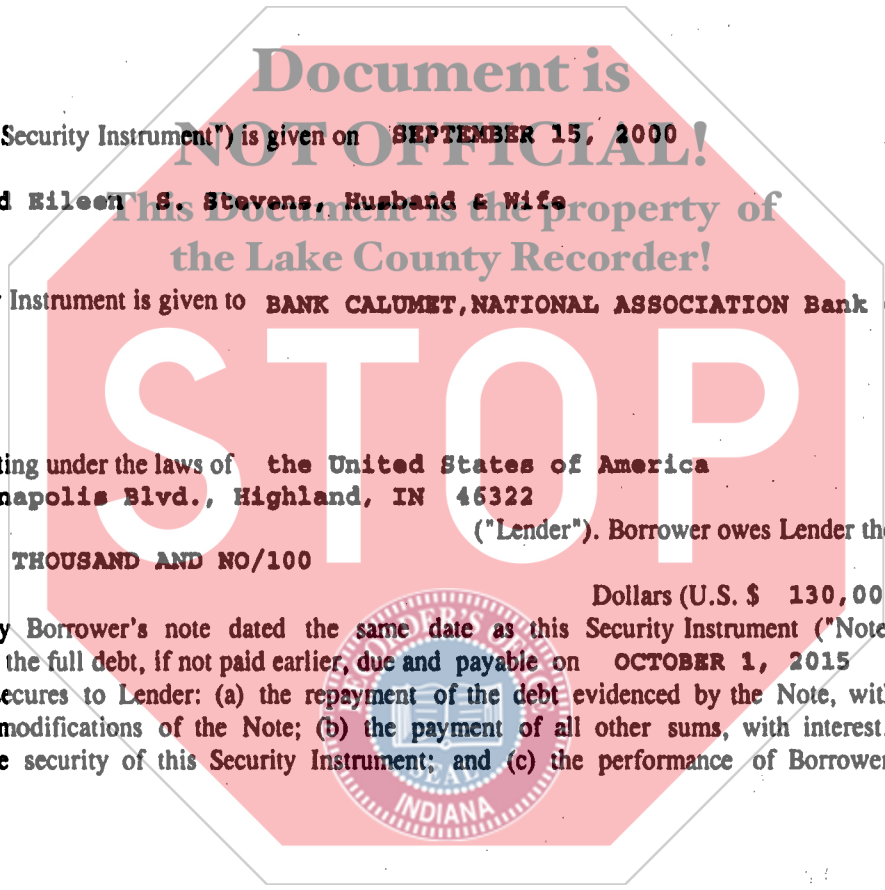 Document is
Security Instrument") is given on SEPTEMBER 15, 2000
NOT OFFICIAL!
d Eileen S. Stevens, Husband & Wife
This Document is the property of
the Lake County Recorder!
Instrument is given to BANK CALUMET,NATIONAL ASSOCIATION Bank
STOP
ting under the laws of the United States of America
napolis Blvd., Highland, IN 46322
("Lender"). Borrower owes Lender the
THOUSAND AND NO/100
Dollars (U.S. $ 130,00
y Borrower's note dated the same date as this Security Instrument ("Note
the full debt, if not paid earlier, due and payable on OCTOBER 1, 2015
ecures to Lender: (a) the repayment of the debt evidenced by the Note, wit
modifications of the Note; (b) the payment of all other sums, with interest
e security of this Security Instrument; and (c) the performance of Borrower
RECORDER'S
SEAL
INDIANA